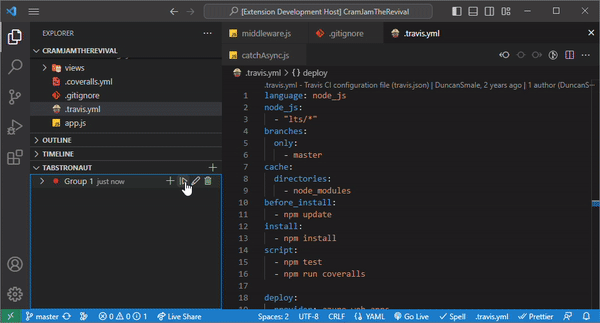 [Extension Development Host] CramJamTheRevival
EXPLORER
CRAMJAMTHEREVIVAL
views
.coveralls.yml
.gitignore
.travis.yml
app.js
OUTLINE
TIMELINE
TABSTRONAUT
Group 1 just now
middleware.js
.gitignore
.travis.yml
catchAsync.js
.travis.yml > {} deploy
.travis.yml - Travis CI configuration file (travis.json) | DuncanSmale, 2 years ago | 1 author (DuncanS
1 language: node_js
2 node_js:
3 - "lts/*"
4 branches:
5 only:
6 - master
7 cache:
8 directories:
9 - node_modules
10 before_install:
11 - npm update
12 install:
13 - npm install
14 script:
15 - npm test
16 - npm run coveralls
17
18 deploy:
master
0 0 1
Live Share
Spaces: 2
UTF-8
CRLF
{} YAML
Go Live
Spell
.travis.yml
Prettier